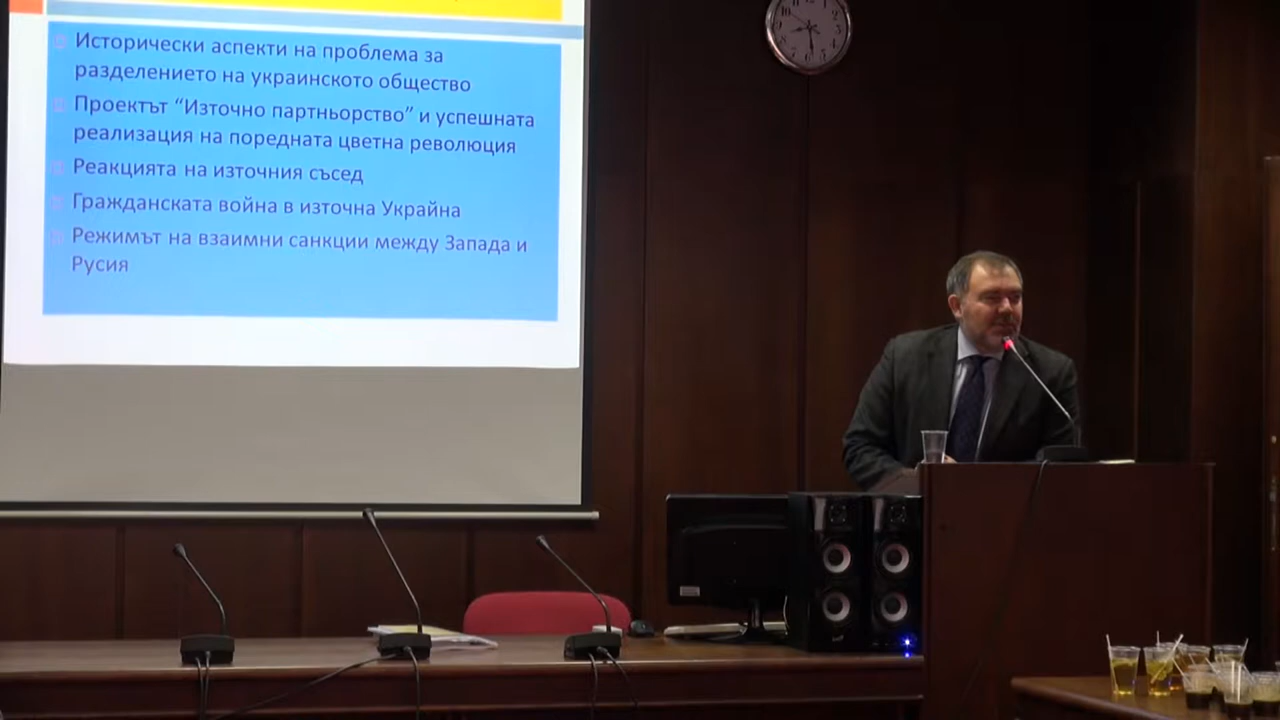 Исторически аспекти на проблема за
разделението на украинското общество
Проектът “Източно партньорство” и успешната
реализация на поредната цветна революция
Реакцията на източния съсед
Гражданската война в източна Украйна
Режимът на взаимни санкции между Запада и
Русия